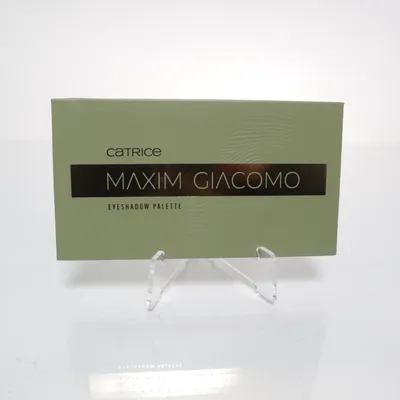 CATRICE
MAXIM GIACOMO
EYESHADOW PALETTE